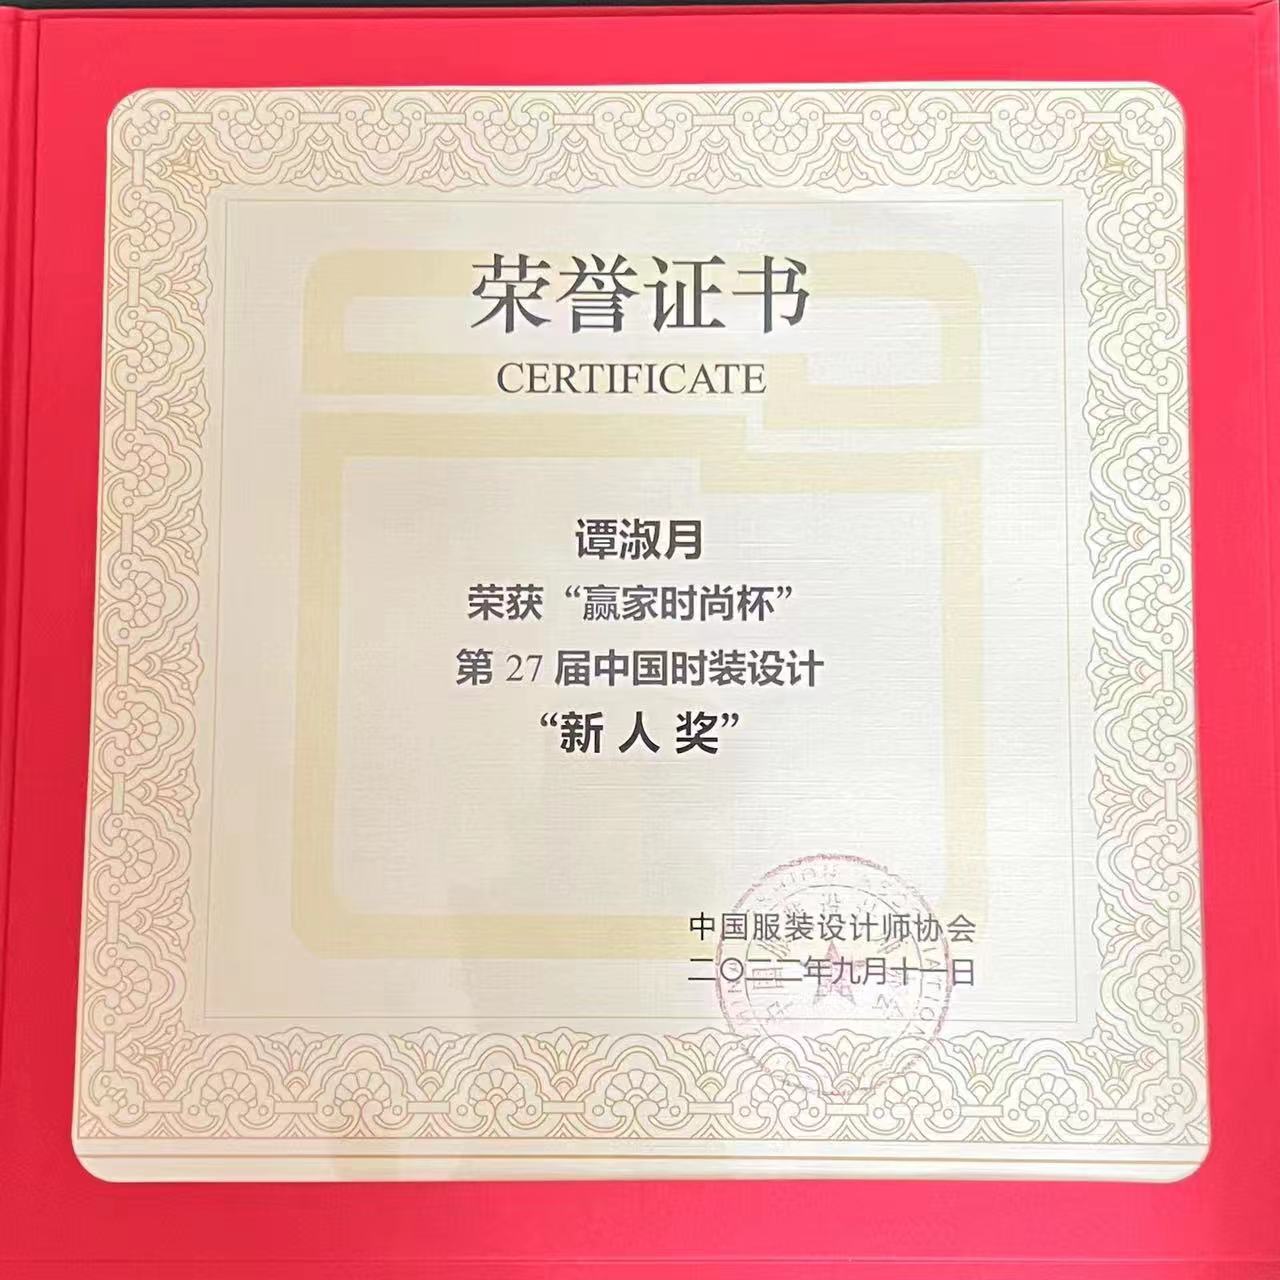 荣誉证书
CERTIFICATE
谭淑月
荣获“赢家时尚杯”
第 27 届中国时装设计
“新 人 奖”
中国服装设计师协会
二〇二二年九月十一日